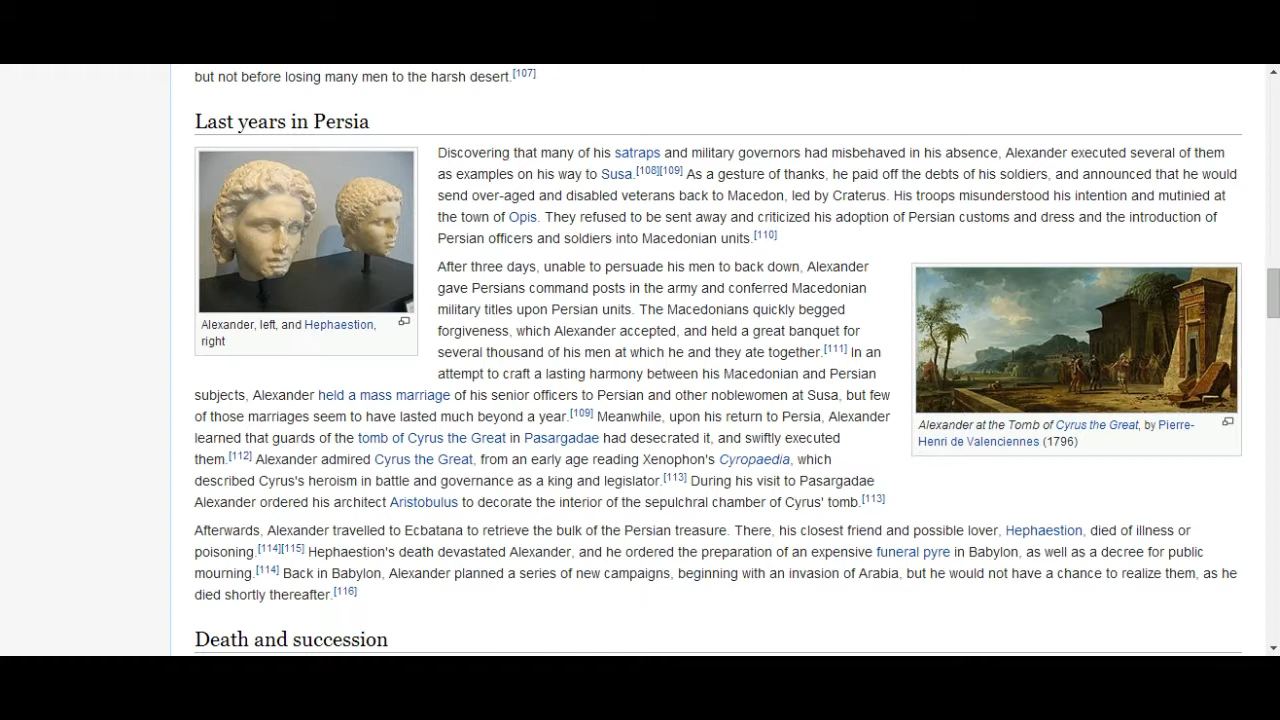 but not before losing many men to the harsh desert.[107]
Last years in Persia
Alexander, left, and Hephaestion,
right
Discovering that many of his satraps and military governors had misbehaved in his absence, Alexander executed several of them
as examples on his way to Susa.[108][109] As a gesture of thanks, he paid off the debts of his soldiers, and announced that he would
send over-aged and disabled veterans back to Macedon, led by Craterus. His troops misunderstood his intention and mutinied at
the town of Opis. They refused to be sent away and criticized his adoption of Persian customs and dress and the introduction of
Persian officers and soldiers into Macedonian units.[110]
After three days, unable to persuade his men to back down, Alexander
gave Persians command posts in the army and conferred Macedonian
military titles upon Persian units. The Macedonians quickly begged
forgiveness, which Alexander accepted, and held a great banquet for
several thousand of his men at which he and they ate together.[111] In an
attempt to craft a lasting harmony between his Macedonian and Persian
subjects, Alexander held a mass marriage of his senior officers to Persian and other noblewomen at Susa, but few
of those marriages seem to have lasted much beyond a year.[109] Meanwhile, upon his return to Persia, Alexander
learned that guards of the tomb of Cyrus the Great in Pasargadae had desecrated it, and swiftly executed
them.[112] Alexander admired Cyrus the Great, from an early age reading Xenophon's Cyropaedia, which
described Cyrus's heroism in battle and governance as a king and legislator.[113] During his visit to Pasargadae
Alexander ordered his architect Aristobulus to decorate the interior of the sepulchral chamber of Cyrus' tomb.[113]
Alexander at the Tomb of Cyrus the Great, by Pierre-
Henri de Valenciennes (1796)
Afterwards, Alexander travelled to Ecbatana to retrieve the bulk of the Persian treasure. There, his closest friend and possible lover, Hephaestion, died of illness or
poisoning.[114][115] Hephaestion's death devastated Alexander, and he ordered the preparation of an expensive funeral pyre in Babylon, as well as a decree for public
mourning.[114] Back in Babylon, Alexander planned a series of new campaigns, beginning with an invasion of Arabia, but he would not have a chance to realize them, as he
died shortly thereafter.[116]
Death and succession